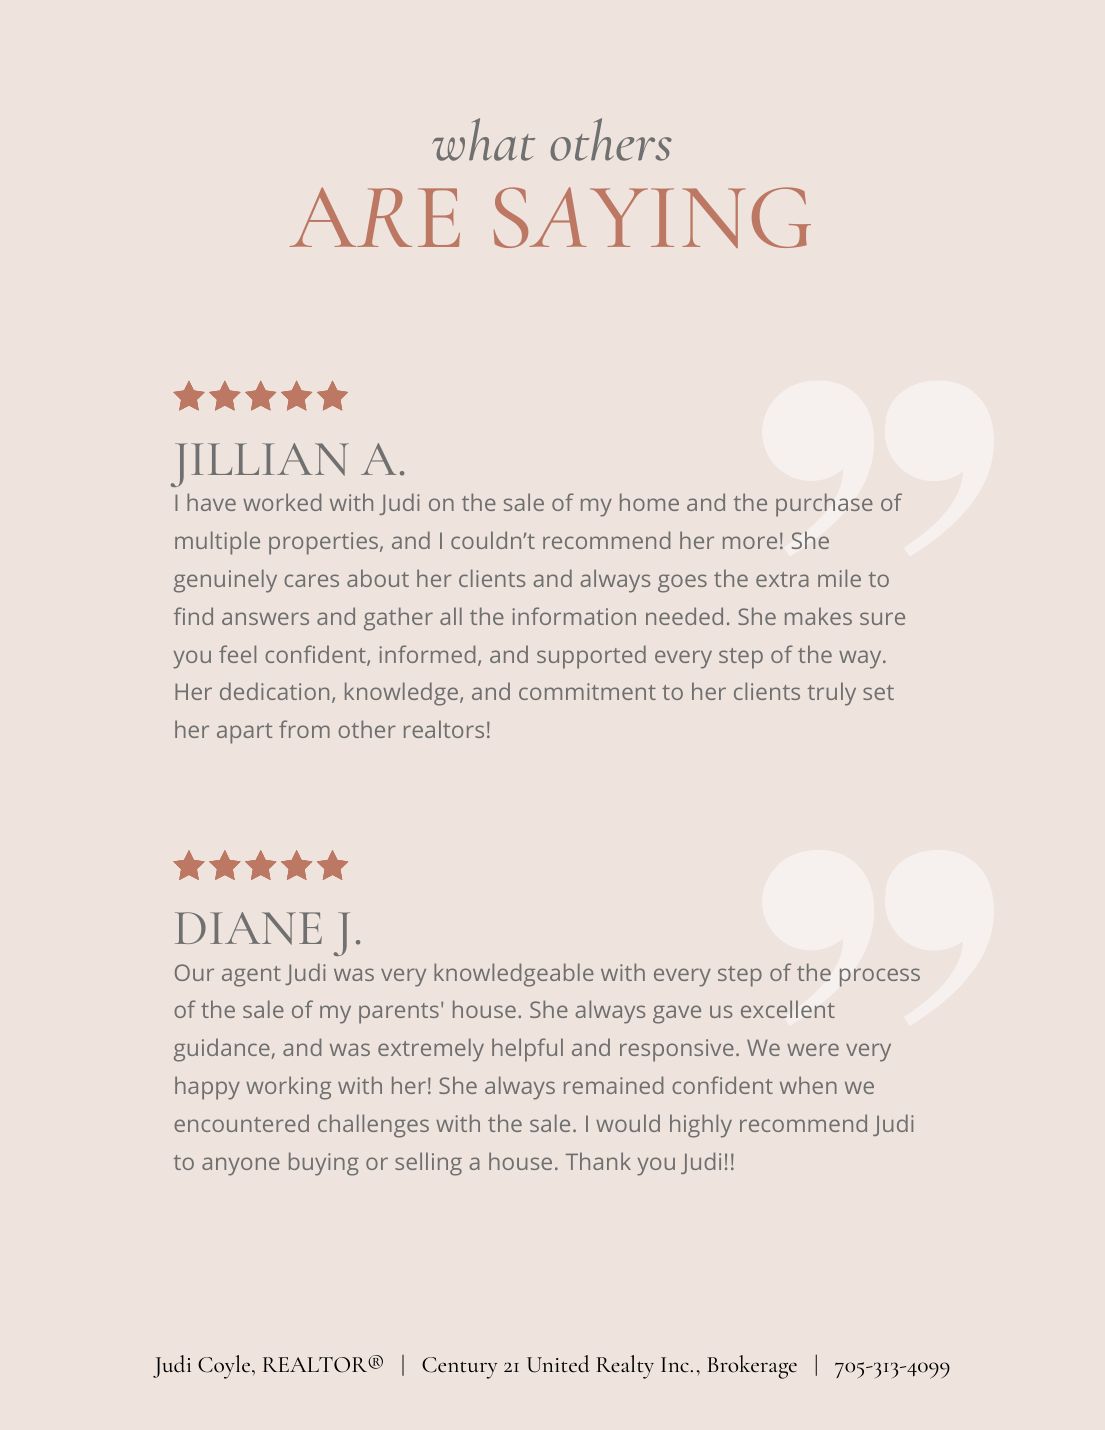 what others
ARE SAYING
JILLIAN A.
I have worked with Judi on the sale of my home and the purchase of
multiple properties, and I couldn’t recommend her more! She
genuinely cares about her clients and always goes the extra mile to
find answers and gather all the information needed. She makes sure
you feel confident, informed, and supported every step of the way.
Her dedication, knowledge, and commitment to her clients truly set
her apart from other realtors!
DIANE J.
Our agent Judi was very knowledgeable with every step of the process
of the sale of my parents' house. She always gave us excellent
guidance, and was extremely helpful and responsive. We were very
happy working with her! She always remained confident when we
encountered challenges with the sale. I would highly recommend Judi
to anyone buying or selling a house. Thank you Judi!!
Judi Coyle, REALTOR® | Century 21 United Realty Inc., Brokerage | 705-313-4099